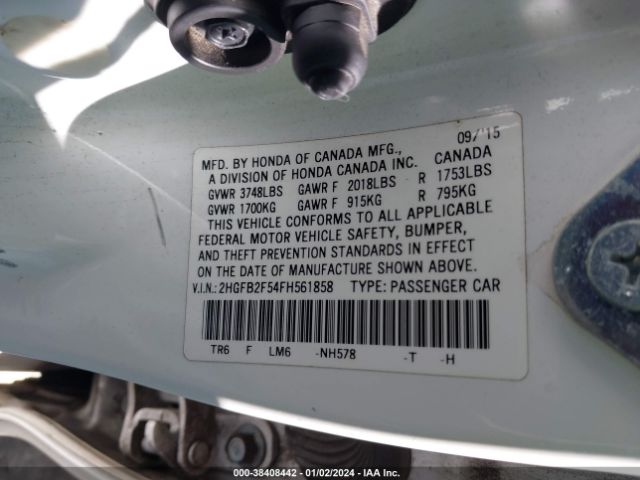 09/'15
MFD. BY HONDA OF CANADA MFG.,
A DIVISION OF HONDA CANADA INC. CANADA
GVWR 3748LBS GAWR F 2018LBS R 1753LBS
GVWR 1700KG GAWR F 915KG R 795KG
THIS VEHICLE CONFORMS TO ALL APPLICABLE
FEDERAL MOTOR VEHICLE SAFETY, BUMPER,
AND THEFT PREVENTION STANDARDS IN EFFECT
ON THE DATE OF MANUFACTURE SHOWN ABOVE.
V.I.N.: 2HGFB2F54FH561858 TYPE: PASSENGER CAR
TR6 F LM6 -NH578 -T -H
000-38408442 - 01/02/2024 - IAA Inc.